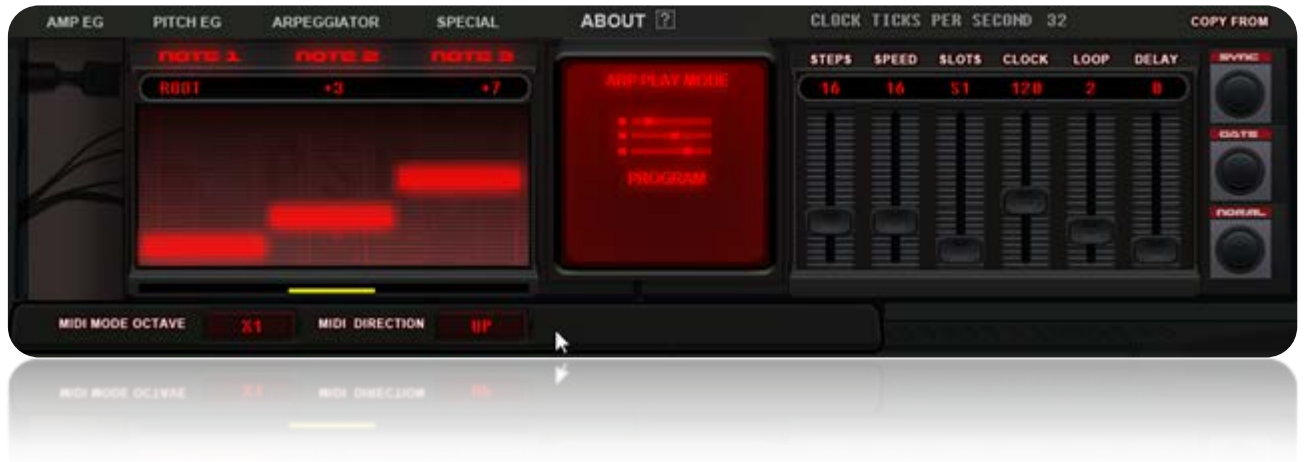 AMP EG PITCH EG ARPEGGIATOR SPECIAL ABOUT ? CLOCK TICKS PER SECOND 32 COPY FROM
NOTE 1 NOTE 2 NOTE 3
ROOT +3 +7
ARP PLAY MODE
PROGRAM
STEPS SPEED SLOTS CLOCK LOOP DELAY
16 16 S1 120 2 0
SYNC
GATE
NORMAL
MIDI MODE OCTAVE X1 MIDI DIRECTION UP